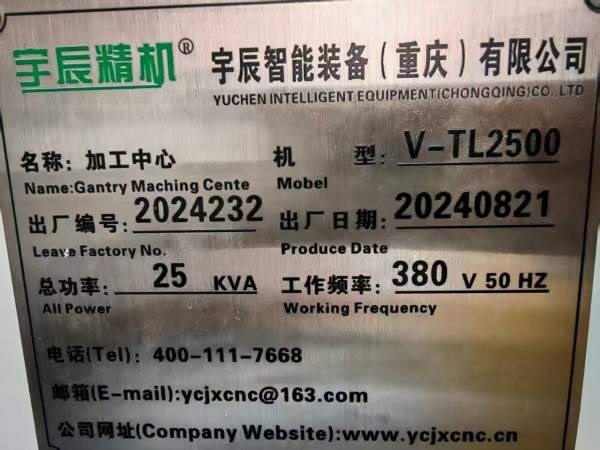 宇辰精机® 宇辰智能装备（重庆）有限公司
YUCHEN INTELLIGENT EQUIPMENT(CHONGQING)CO.,LTD
名称: 加工中心 机 型: V-TL2500
Name:Gantry Maching Cente Mobel
出厂编号: 2024232 出厂日期: 20240821
Leave Factory No. Produce Date
总功率: 25 KVA 工作频率: 380 V 50 HZ
All Power Working Frequency
电话(Tel): 400-111-7668
邮箱(E-mail):ycjxcnc@163.com
公司网址(Company Website):www.ycjxcnc.cn